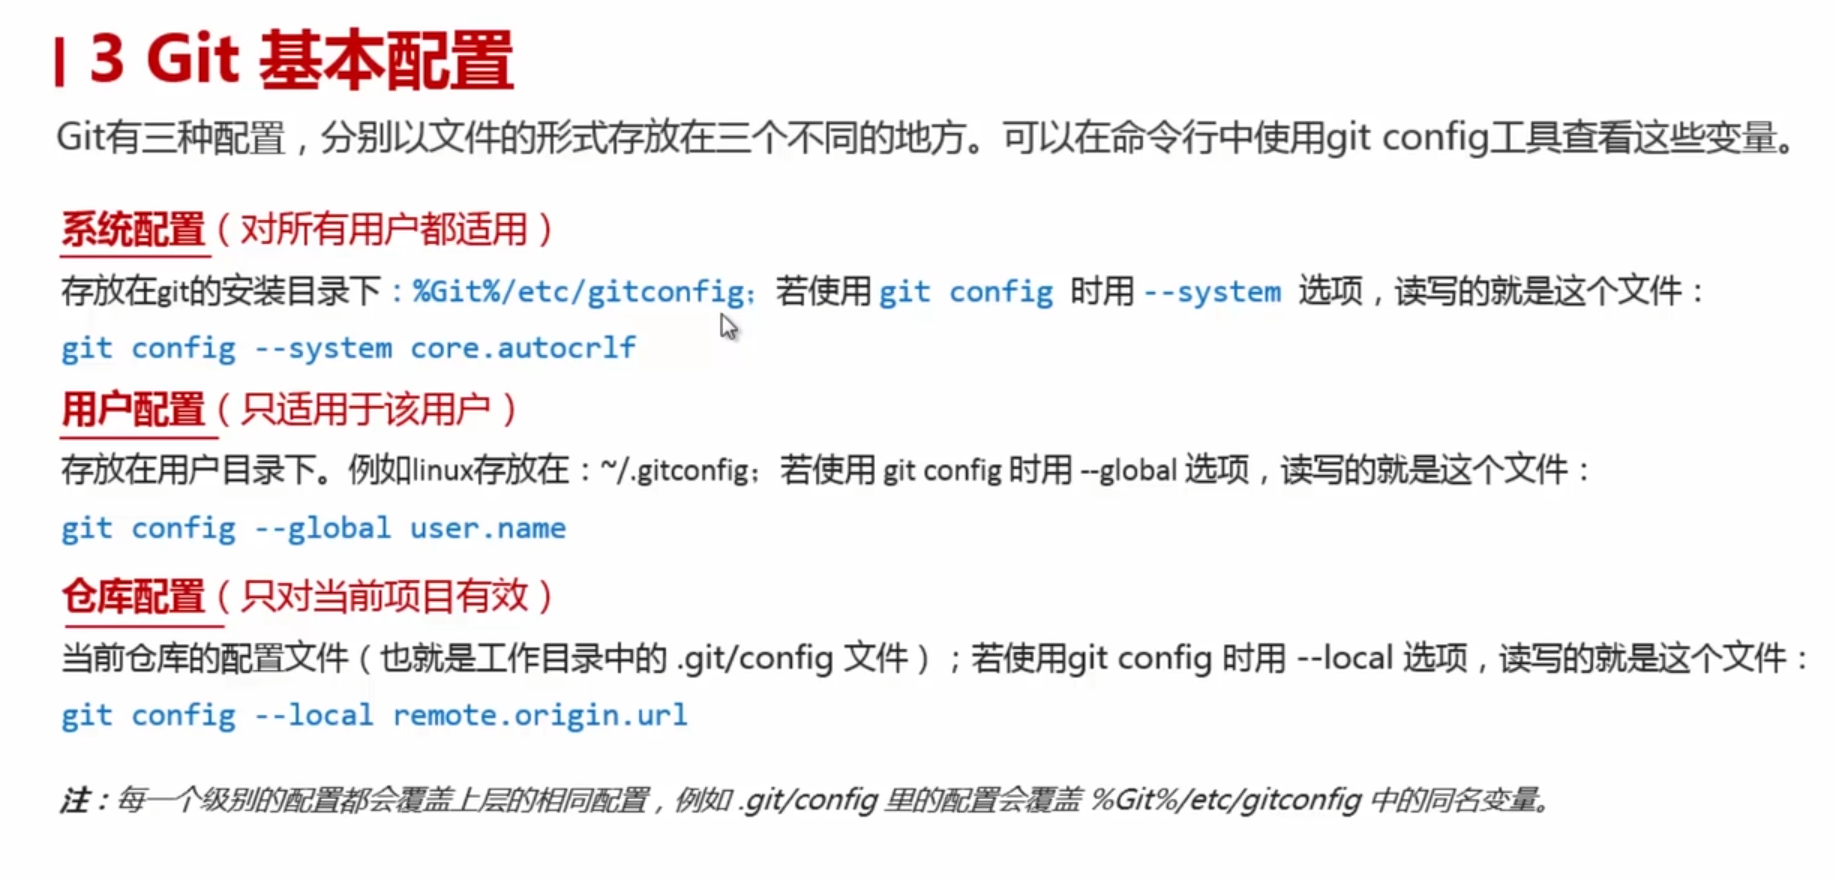 3 Git 基本配置
Git有三种配置，分别以文件的形式存放在三个不同的地方。可以在命令行中使用git config工具查看这些变量。
系统配置（对所有用户都适用）
存放在git的安装目录下：%Git%/etc/gitconfig；若使用 git config 时用 --system 选项，读写的就是这个文件：
git config --system core.autocrlf
用户配置（只适用于该用户）
存放在用户目录下。例如linux存放在：~/.gitconfig；若使用 git config 时用 --global 选项，读写的就是这个文件：
git config --global user.name
仓库配置（只对当前项目有效）
当前仓库的配置文件（也就是工作目录中的 .git/config 文件）；若使用git config 时用 --local 选项，读写的就是这个文件：
git config --local remote.origin.url
注：每一个级别的配置都会覆盖上层的相同配置，例如 .git/config 里的配置会覆盖 %Git%/etc/gitconfig 中的同名变量。